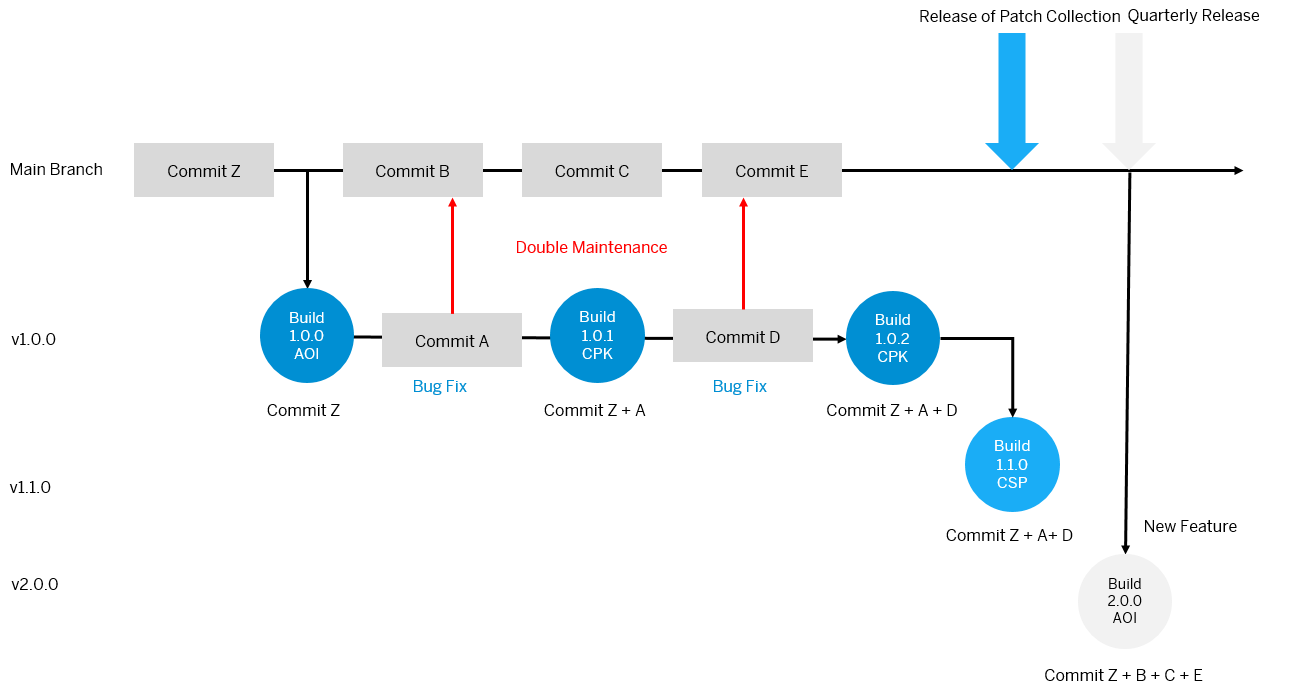 Release of Patch Collection
Quarterly Release
Main Branch
Commit Z
Commit B
Commit C
Commit E
Double Maintenance
v1.0.0
Build
1.0.0
AOI
Commit A
Build
1.0.1
CPK
Commit D
Build
1.0.2
CPK
Bug Fix
Bug Fix
Commit Z
Commit Z + A
Commit Z + A + D
v1.1.0
Build
1.1.0
CSP
Commit Z + A+ D
New Feature
v2.0.0
Build
2.0.0
AOI
Commit Z + B + C + E